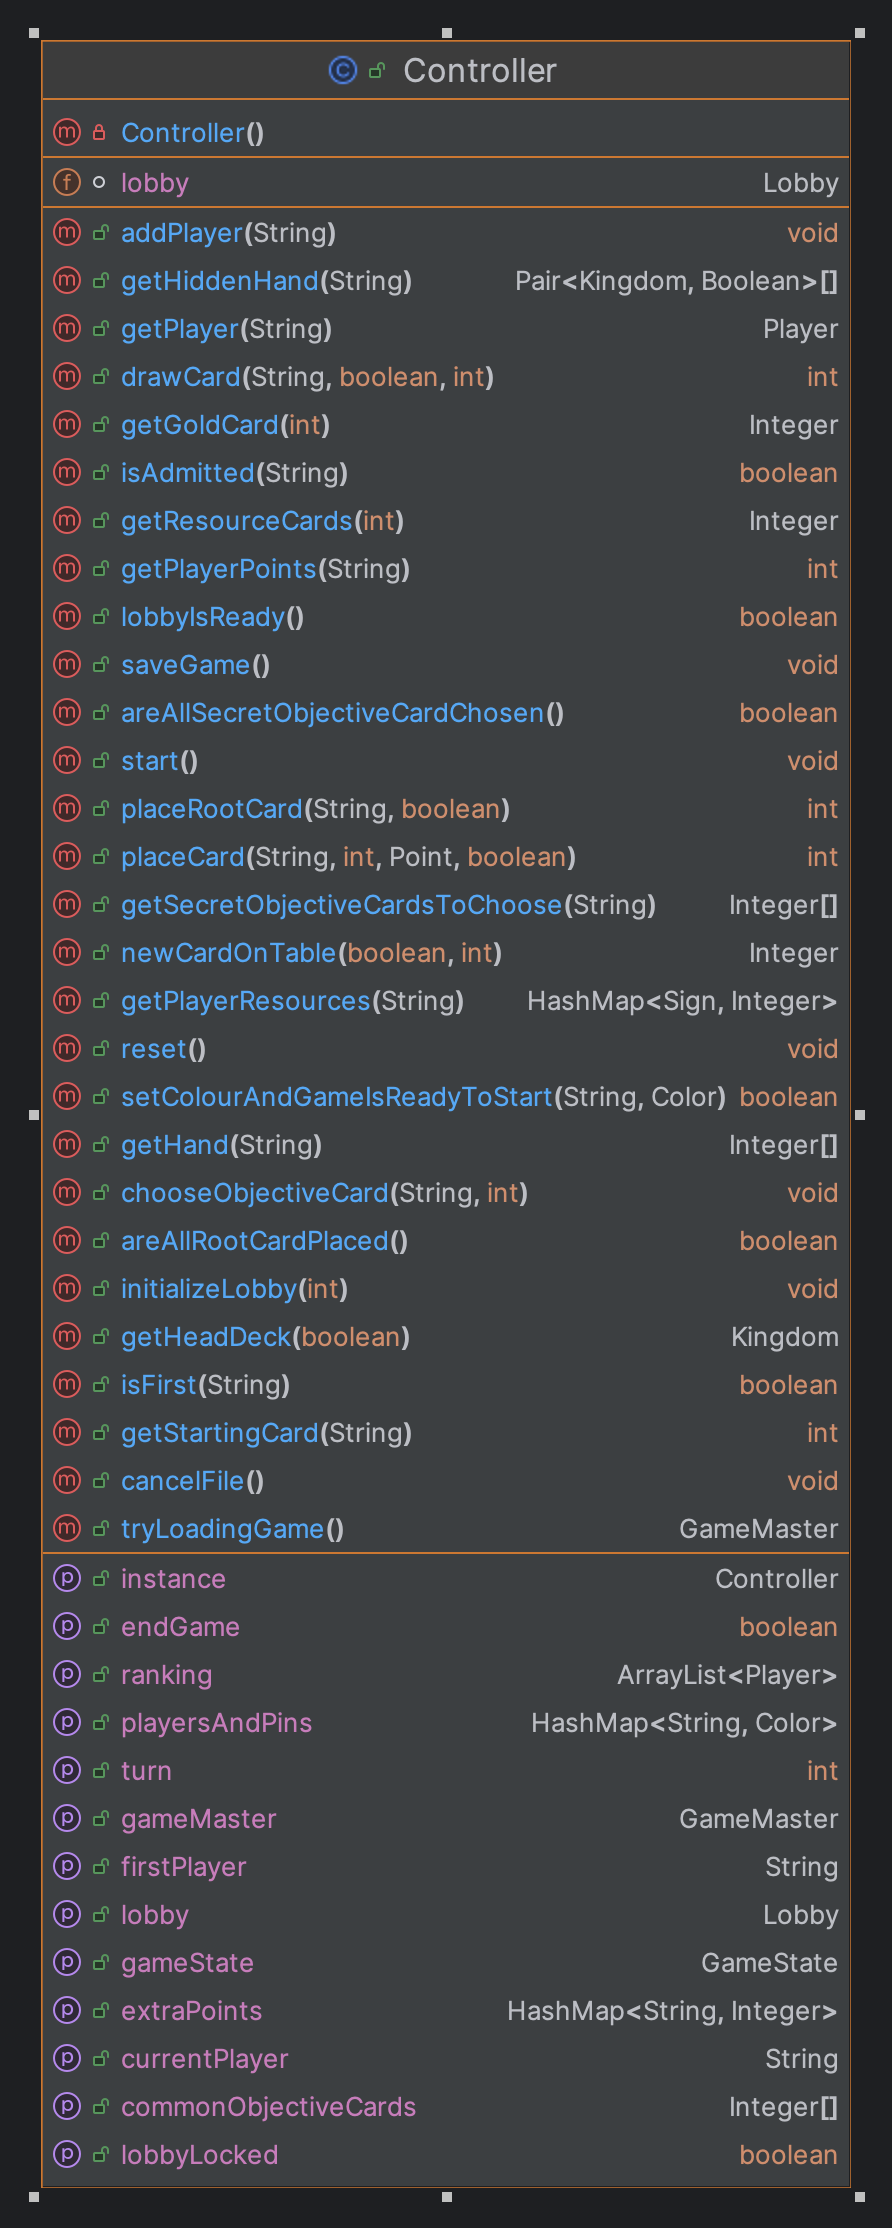 C Controller
m Controller()
f lobby Lobby
m addPlayer(String) void
m getHiddenHand(String) Pair<Kingdom, Boolean>[]
m getPlayer(String) Player
m drawCard(String, boolean, int) int
m getGoldCard(int) Integer
m isAdmitted(String) boolean
m getResourceCards(int) Integer
m getPlayerPoints(String) int
m lobbyIsReady() boolean
m saveGame() void
m areAllSecretObjectiveCardChosen() boolean
m start() void
m placeRootCard(String, boolean) int
m placeCard(String, int, Point, boolean) int
m getSecretObjectiveCardsToChoose(String) Integer[]
m newCardOnTable(boolean, int) Integer
m getPlayerResources(String) HashMap<Sign, Integer>
m reset() void
m setColourAndGameIsReadyToStart(String, Color) boolean
m getHand(String) Integer[]
m chooseObjectiveCard(String, int) void
m areAllRootCardPlaced() boolean
m initializeLobby(int) void
m getHeadDeck(boolean) Kingdom
m isFirst(String) boolean
m getStartingCard(String) int
m cancelFile() void
m tryLoadingGame() GameMaster
p instance Controller
p endGame boolean
p ranking ArrayList<Player>
p playersAndPins HashMap<String, Color>
p turn int
p gameMaster GameMaster
p firstPlayer String
p lobby Lobby
p gameState GameState
p extraPoints HashMap<String, Integer>
p currentPlayer String
p commonObjectiveCards Integer[]
p lobbyLocked boolean